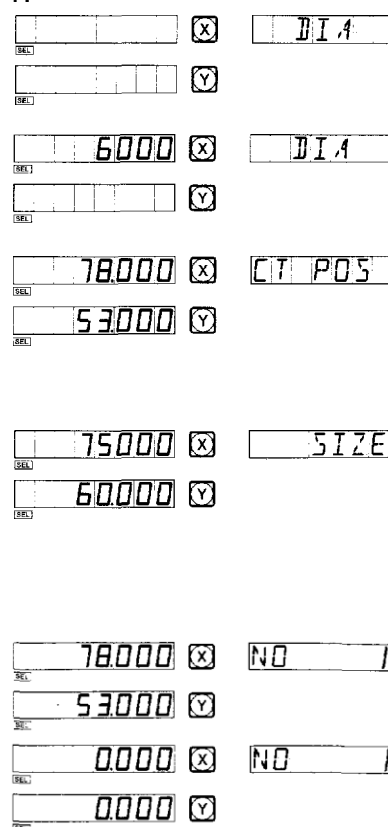 X DIA
SEL
Y
SEL
6.000 X DIA
SEL
Y
SEL
78.000 X CT POS
SEL
53.000 Y
SEL
75.000 X SIZE
SEL
60.000 Y
SEL
78.000 X NO 1
SEL
53.000 Y
SEL
0.000 X NO 1
SEL
0.000 Y
SEL